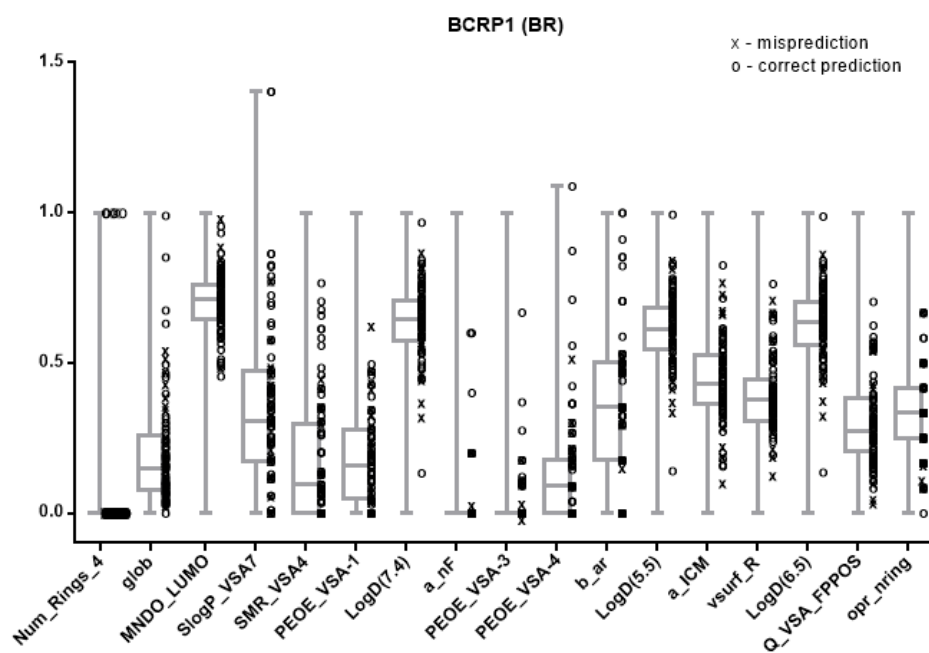 BCRP1 (BR)
x - misprediction
o - correct prediction
1.5
1.0
0.5
0.0
Num_Rings_4
glob
MNDO_LUMO
SlogP_VSA7
SMR_VSA4
PEOE_VSA-1
LogD(7.4)
a_nF
PEOE_VSA-3
PEOE_VSA-4
b_ar
LogD(5.5)
a_ICM
vsurf_R
LogD(6.5)
Q_VSA_FPPOS
opr_nring